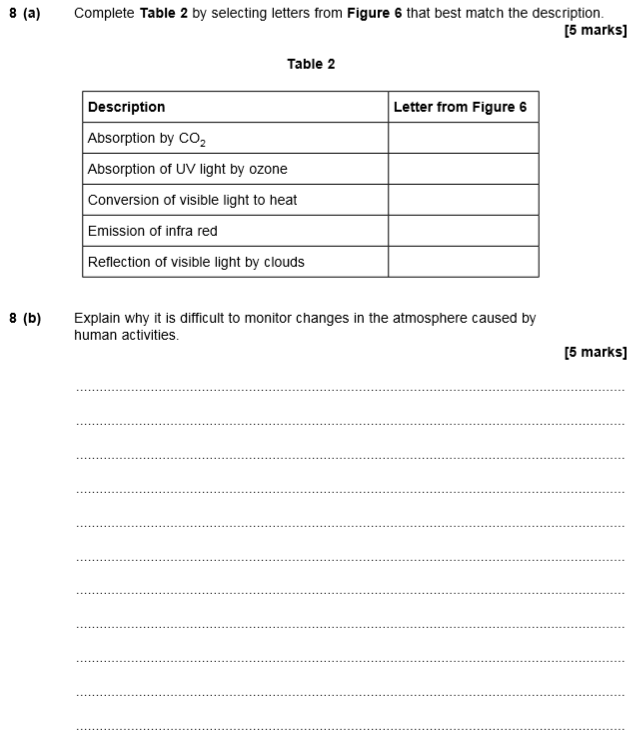 8 (a) Complete Table 2 by selecting letters from Figure 6 that best match the description.
[5 marks]
Table 2
Description Letter from Figure 6
Absorption by CO₂
Absorption of UV light by ozone
Conversion of visible light to heat
Emission of infra red
Reflection of visible light by clouds
8 (b) Explain why it is difficult to monitor changes in the atmosphere caused by
human activities.
[5 marks]